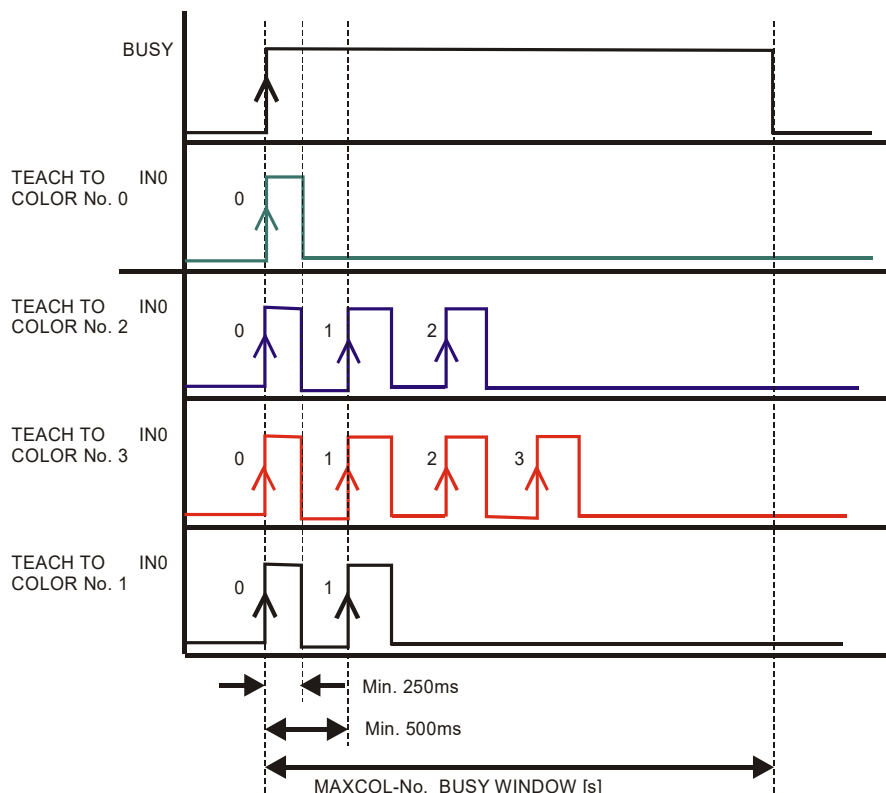 BUSY
TEACH TO IN0
COLOR No. 0
0
TEACH TO IN0
COLOR No. 2
0 1 2
TEACH TO IN0
COLOR No. 3
0 1 2 3
TEACH TO IN0
COLOR No. 1
0 1
Min. 250ms
Min. 500ms
MAXCOL-No. BUSY WINDOW [s]